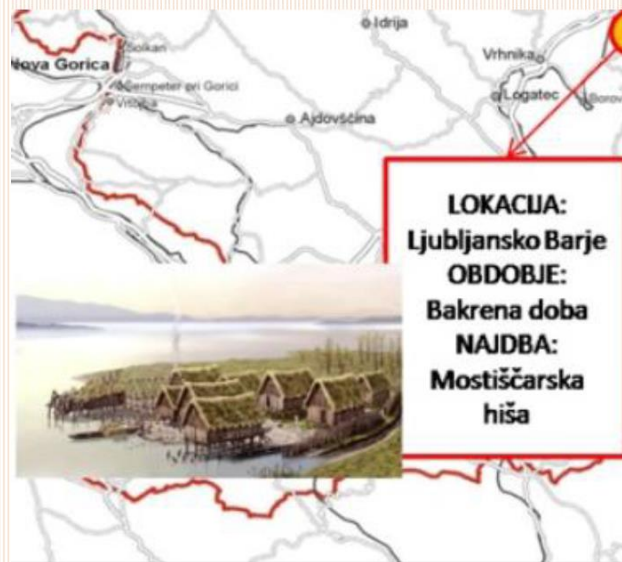 Idrija
Solkan
Nova Gorica
Vrhnika
Šempeter pri Gorici
Logatec
Borov
Vrtojba
Ajdovščina
LOKACIJA:
Ljubljansko Barje
OBDOBJE:
Bakrena doba
NAJDBA:
Mostiščarska
hiša